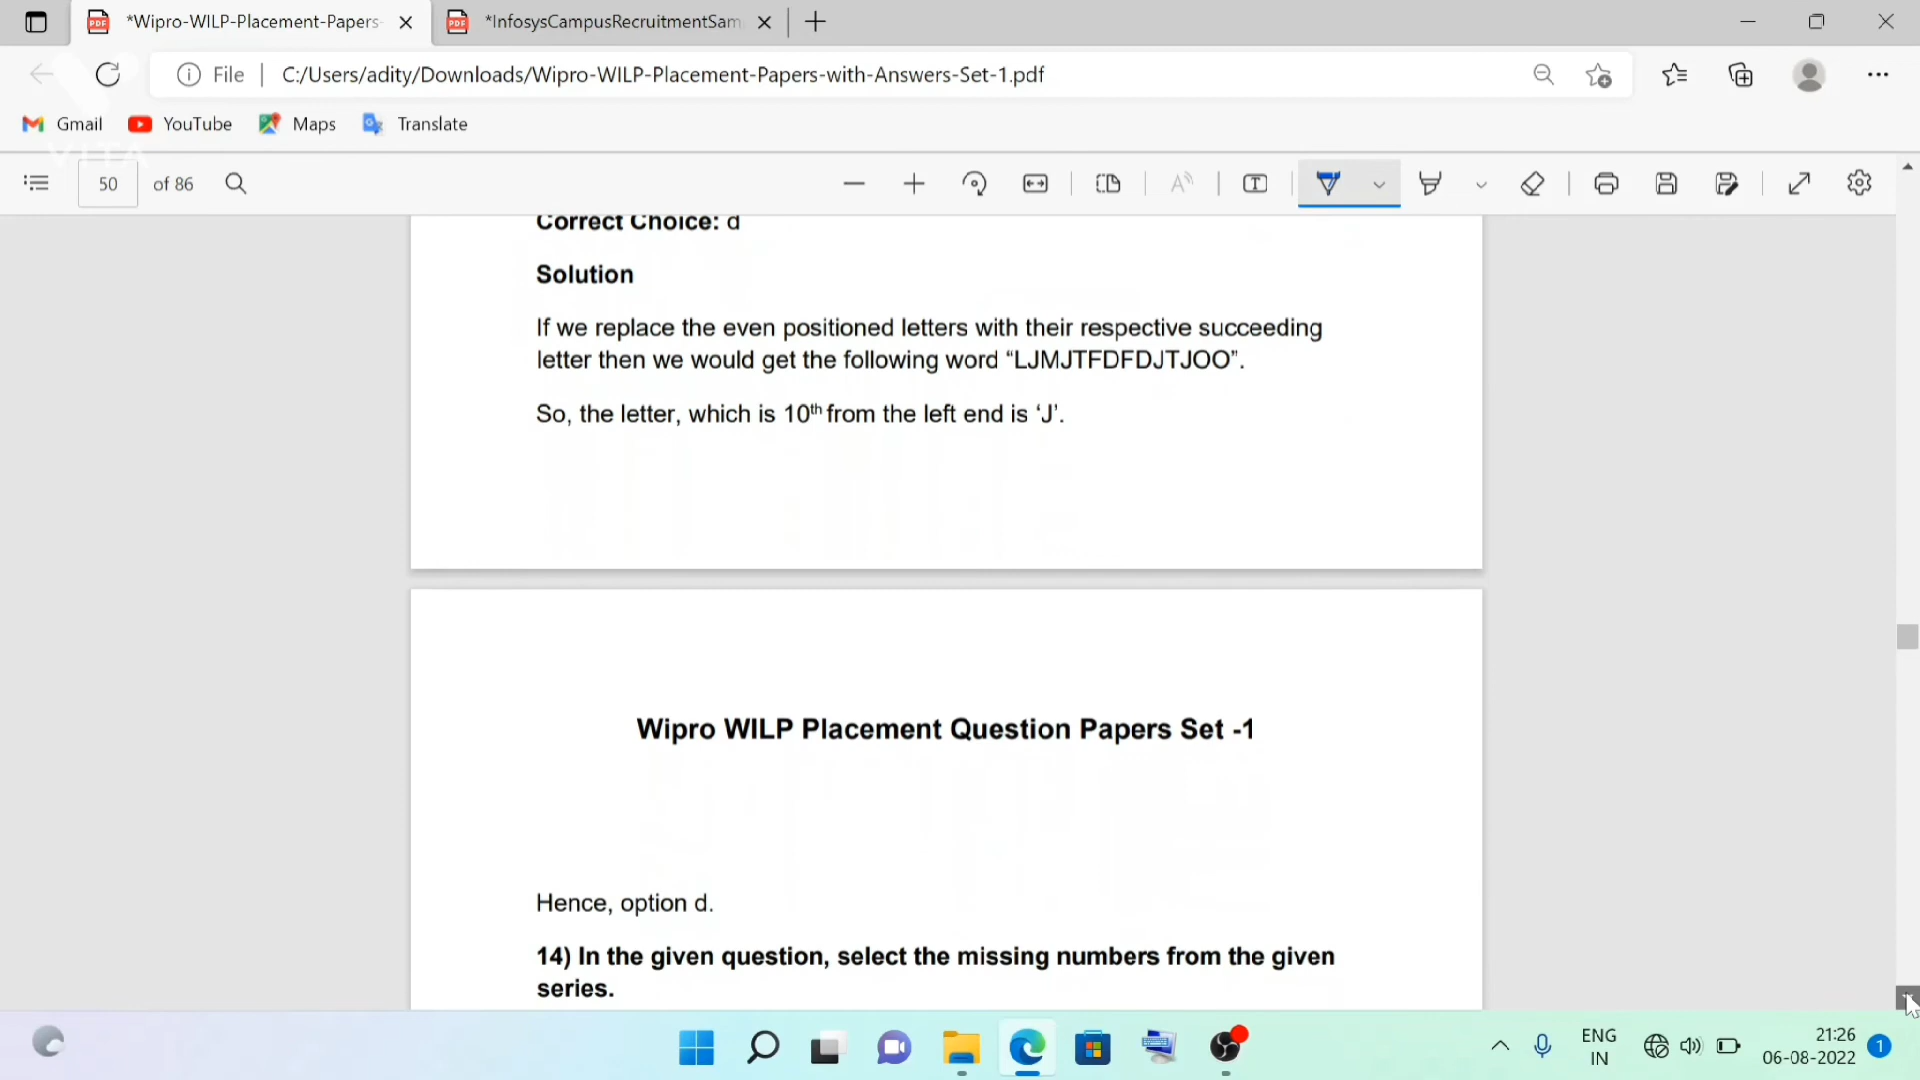 *Wipro-WILP-Placement-Papers-
*InfosysCampusRecruitmentSam
File
C:/Users/adity/Downloads/Wipro-WILP-Placement-Papers-with-Answers-Set-1.pdf
Gmail
YouTube
Maps
Translate
VITA
50 of 86
Correct Choice: d
Solution
If we replace the even positioned letters with their respective succeeding
letter then we would get the following word “LJMJTFDFDJTJOO”.
So, the letter, which is 10th from the left end is ‘J’.
Wipro WILP Placement Question Papers Set -1
Hence, option d.
14) In the given question, select the missing numbers from the given
series.
ENG
IN
21:26
06-08-2022
1